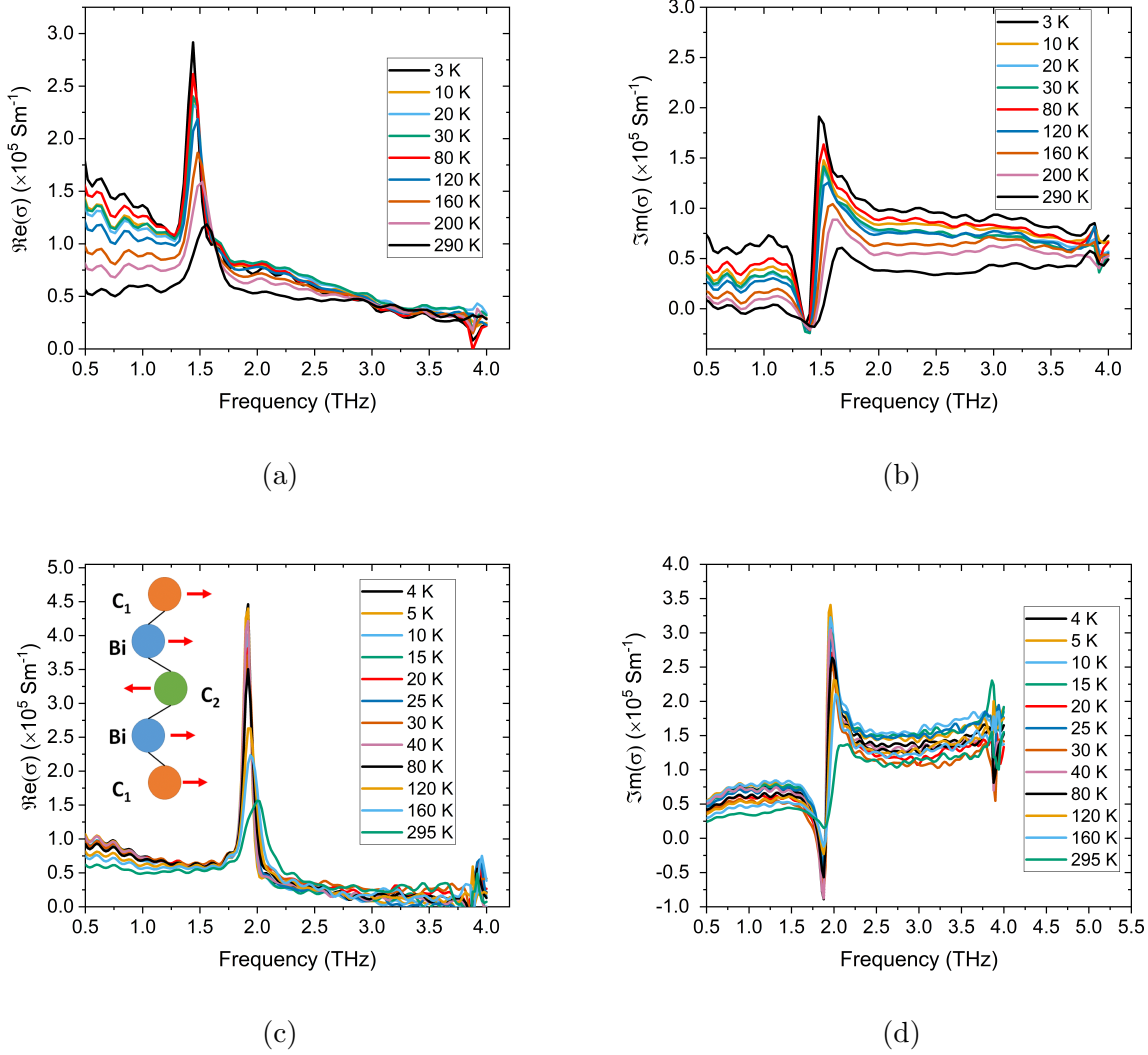 ℜe(σ) (×10⁵ Sm⁻¹)
3.0
2.5
2.0
1.5
1.0
0.5
0.0
3 K
10 K
20 K
30 K
80 K
120 K
160 K
200 K
290 K
0.5 1.0 1.5 2.0 2.5 3.0 3.5 4.0
Frequency (THz)
(a)
ℑm(σ) (×10⁵ Sm⁻¹)
3.0
2.5
2.0
1.5
1.0
0.5
0.0
3 K
10 K
20 K
30 K
80 K
120 K
160 K
200 K
290 K
0.5 1.0 1.5 2.0 2.5 3.0 3.5 4.0
Frequency (THz)
(b)
ℜe(σ) (×10⁵ Sm⁻¹)
5.0
4.5
4.0
3.5
3.0
2.5
2.0
1.5
1.0
0.5
0.0
C₁
Bi
C₂
Bi
C₁
4 K
5 K
10 K
15 K
20 K
25 K
30 K
40 K
80 K
120 K
160 K
295 K
0.5 1.0 1.5 2.0 2.5 3.0 3.5 4.0
Frequency (THz)
(c)
ℑm(σ) (×10⁵ Sm⁻¹)
4.0
3.5
3.0
2.5
2.0
1.5
1.0
0.5
0.0
-0.5
-1.0
4 K
5 K
10 K
15 K
20 K
25 K
30 K
40 K
80 K
120 K
160 K
295 K
0.5 1.0 1.5 2.0 2.5 3.0 3.5 4.0 4.5 5.0 5.5
Frequency (THz)
(d)